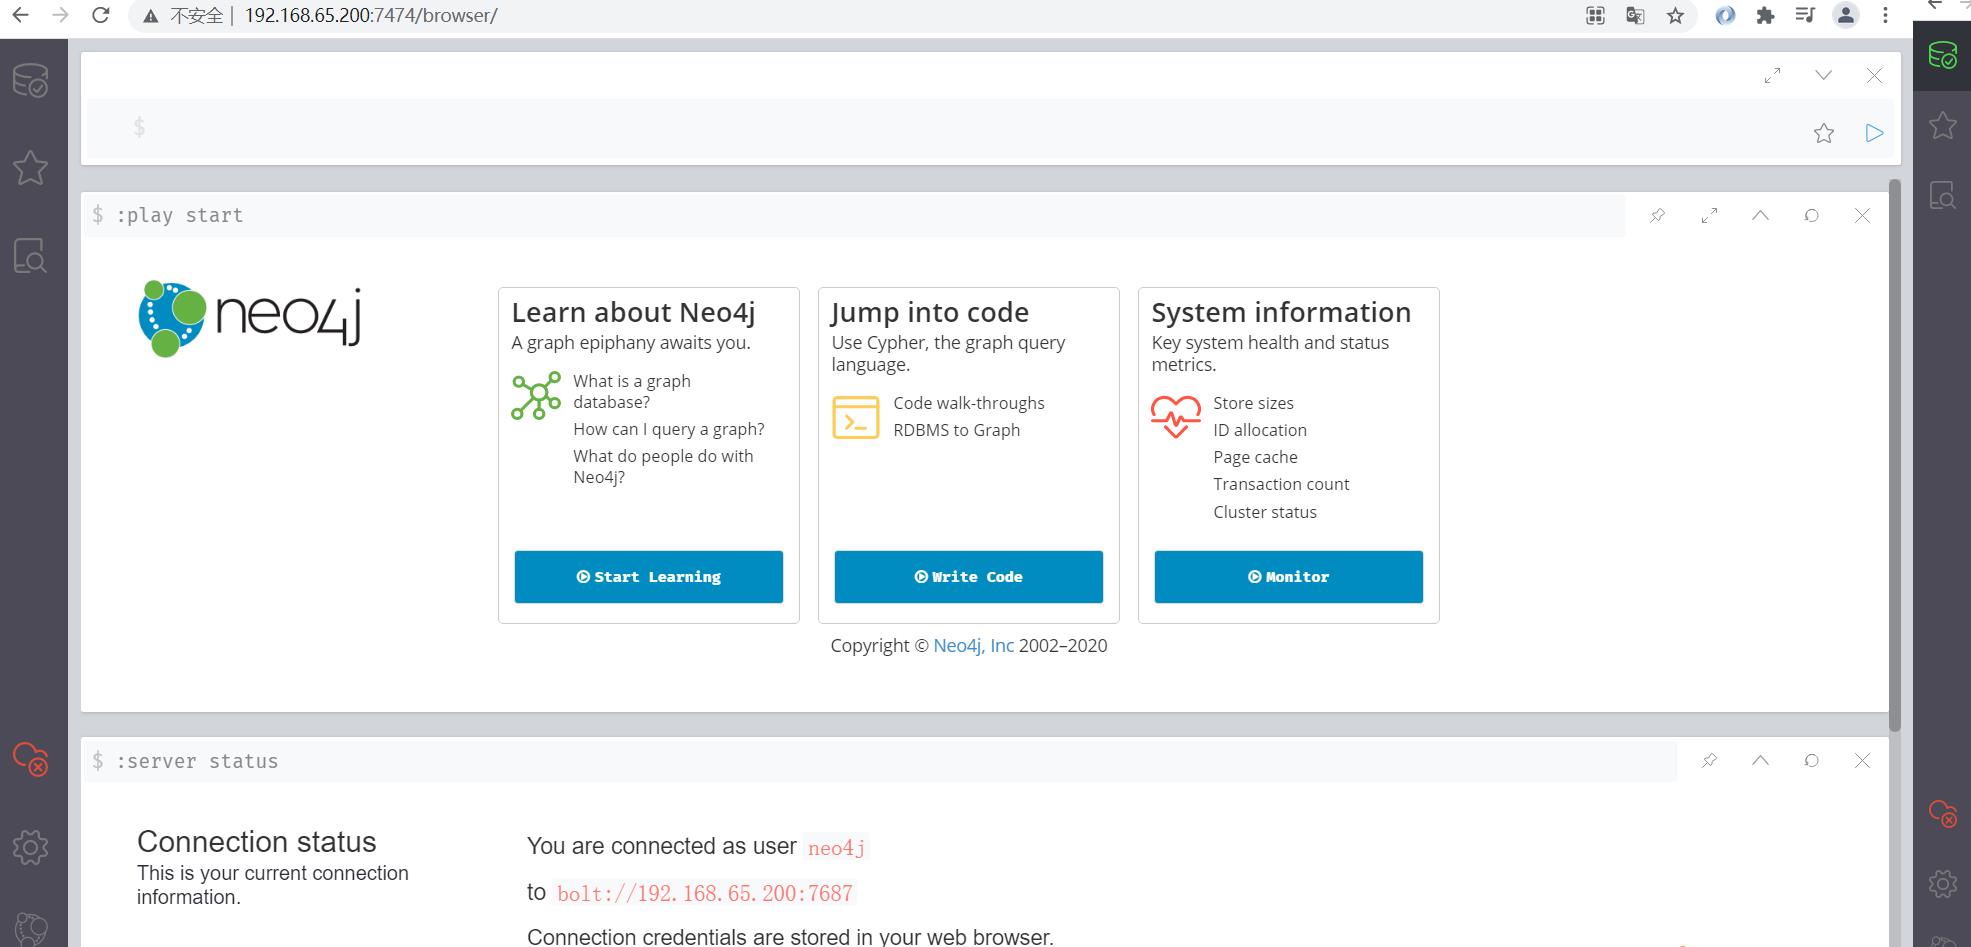 不安全 192.168.65.200:7474/browser/
$
$ :play start
neo4j
Learn about Neo4j
A graph epiphany awaits you.
What is a graph
database?
How can I query a graph?
What do people do with
Neo4j?
Start Learning
Jump into code
Use Cypher, the graph query
language.
Code walk-throughs
RDBMS to Graph
Write Code
System information
Key system health and status
metrics.
Store sizes
ID allocation
Page cache
Transaction count
Cluster status
Monitor
Copyright © Neo4j, Inc 2002–2020
$ :server status
Connection status
This is your current connection
information.
You are connected as user neo4j
to bolt://192.168.65.200:7687
Connection credentials are stored in your web browser.